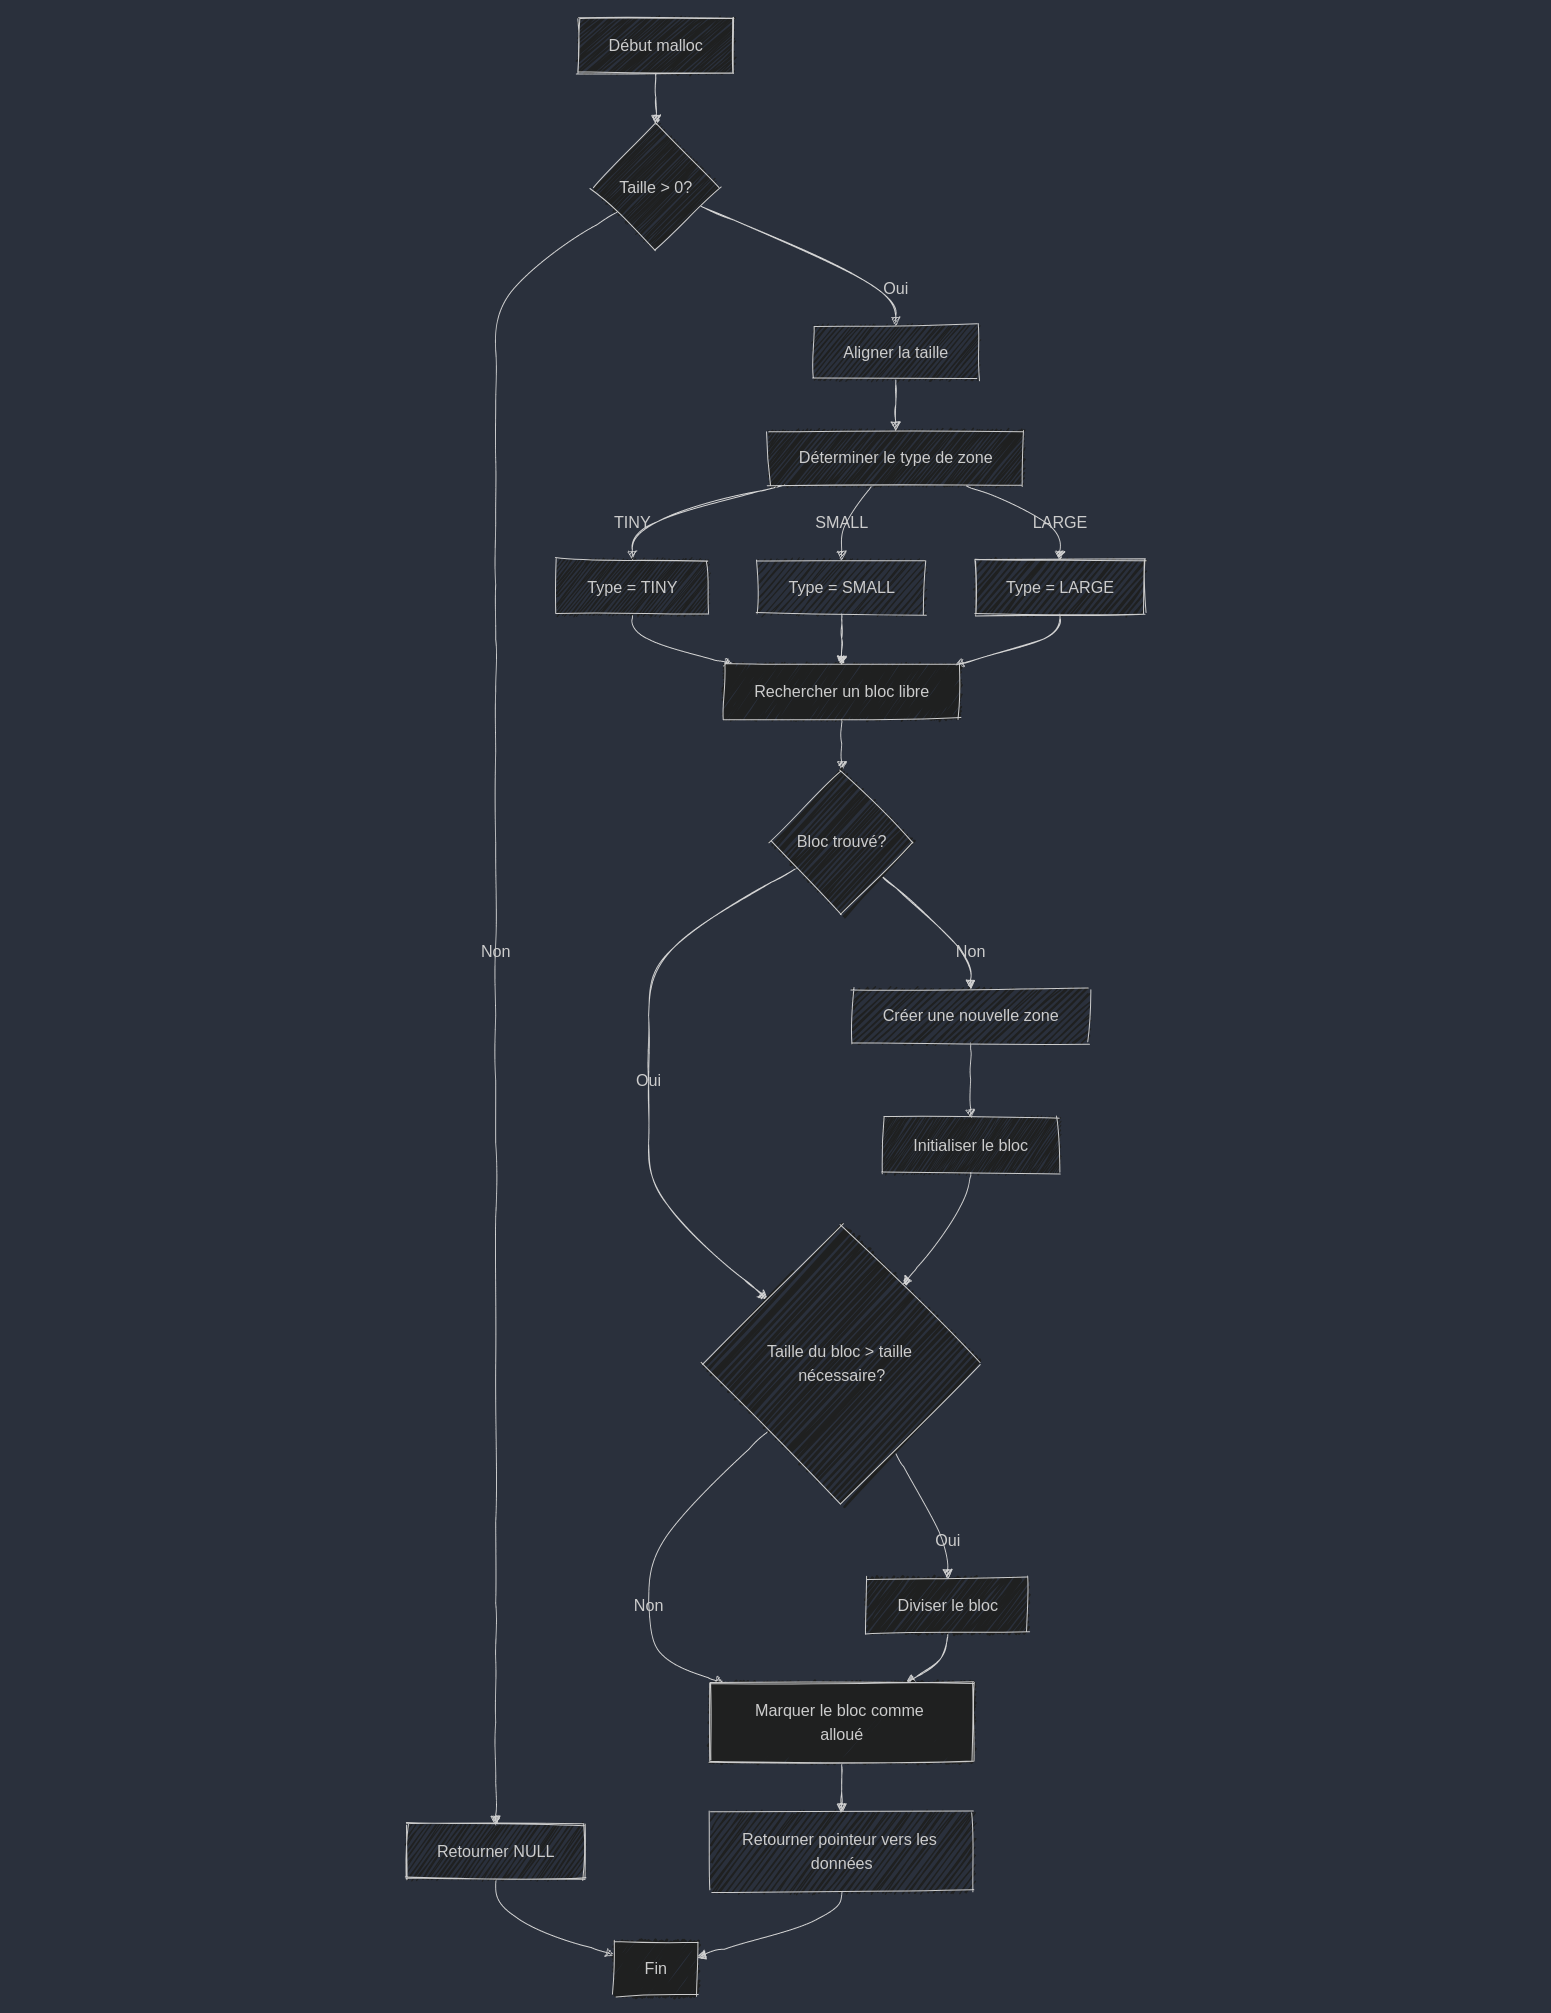 Début malloc
Taille > 0?
Oui
Aligner la taille
Déterminer le type de zone
TINY
SMALL
LARGE
Type = TINY
Type = SMALL
Type = LARGE
Rechercher un bloc libre
Bloc trouvé?
Non
Non
Créer une nouvelle zone
Oui
Initialiser le bloc
Taille du bloc > taille
nécessaire?
Oui
Non
Diviser le bloc
Marquer le bloc comme
alloué
Retourner NULL
Retourner pointeur vers les
données
Fin